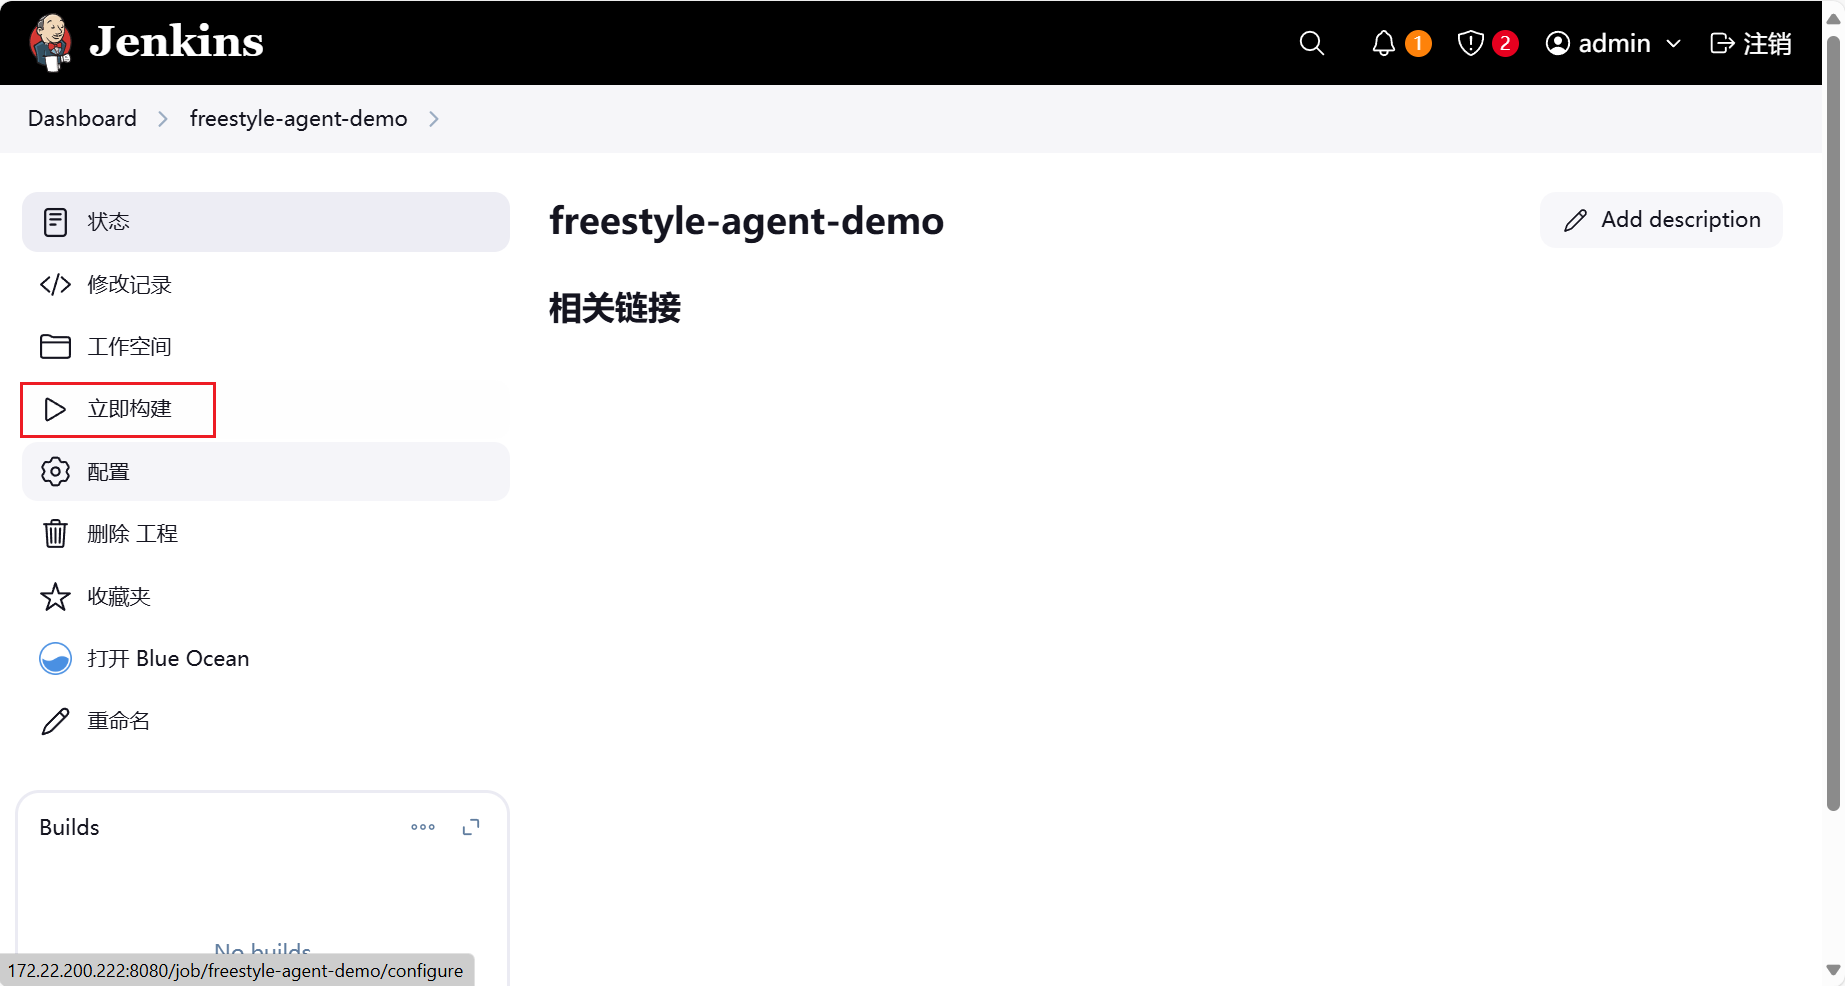 Jenkins
1
2
admin
注销
Dashboard
freestyle-agent-demo
状态
修改记录
工作空间
立即构建
配置
删除 工程
收藏夹
打开 Blue Ocean
重命名
freestyle-agent-demo
Add description
相关链接
Builds
No builds
172.22.200.222:8080/job/freestyle-agent-demo/configure